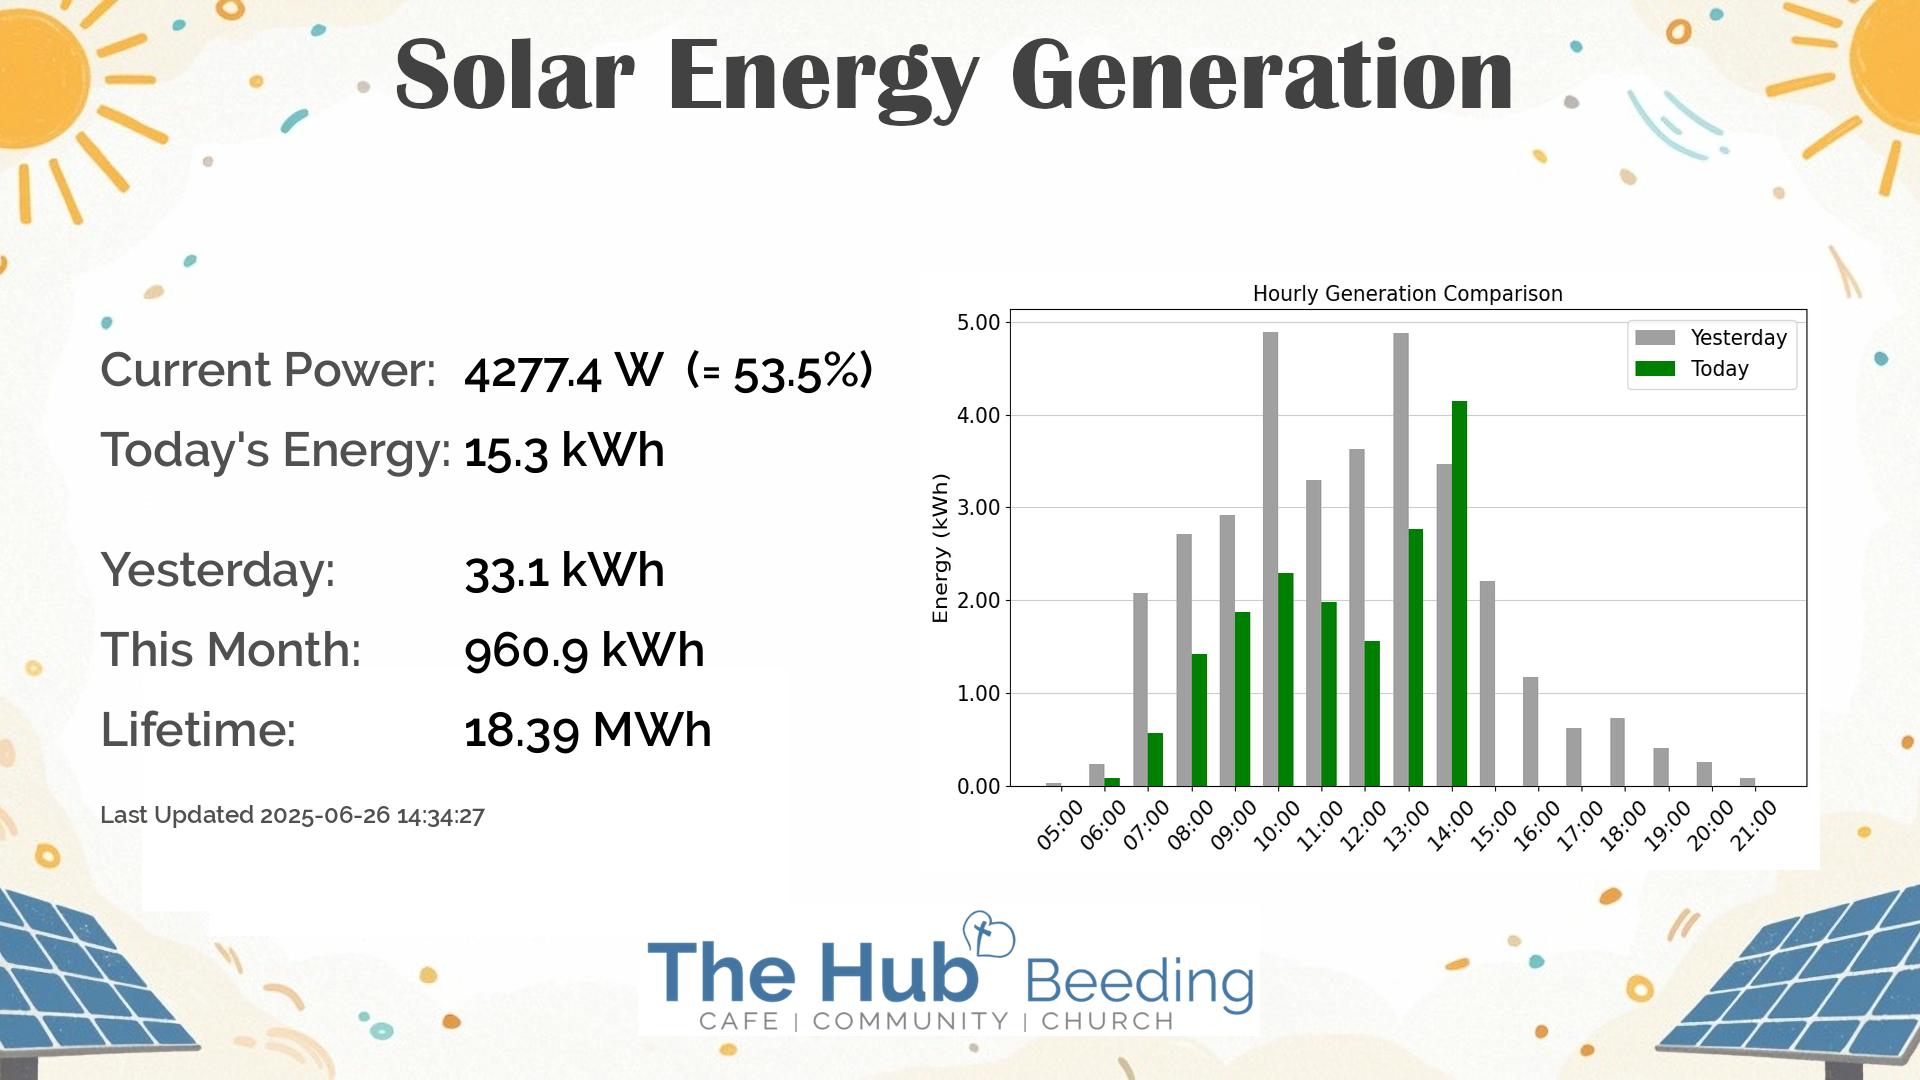 Solar Energy Generation
Current Power: 4277.4 W (= 53.5%)
Today's Energy: 15.3 kWh
Yesterday: 33.1 kWh
This Month: 960.9 kWh
Lifetime: 18.39 MWh
Last Updated 2025-06-26 14:34:27
Hourly Generation Comparison
Yesterday
Today
Energy (kWh)
5.00
4.00
3.00
2.00
1.00
0.00
05:00 06:00 07:00 08:00 09:00 10:00 11:00 12:00 13:00 14:00 15:00 16:00 17:00 18:00 19:00 20:00 21:00
The Hub Beeding
CAFE | COMMUNITY | CHURCH